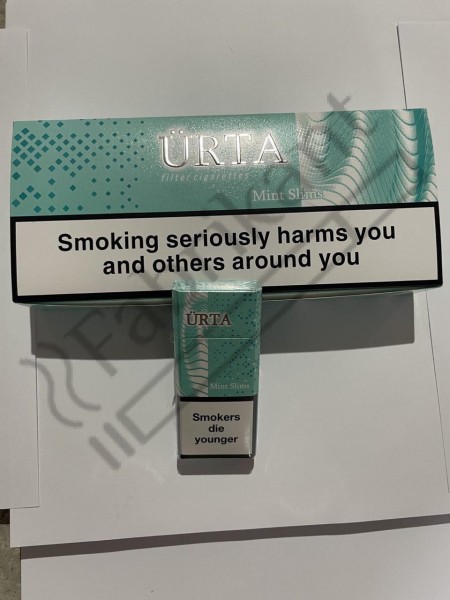 ÜRTA
filter cigarettes
Mint Slims
Smoking seriously harms you
and others around you
ÜRTA
Mint Slims
Smokers
die
younger